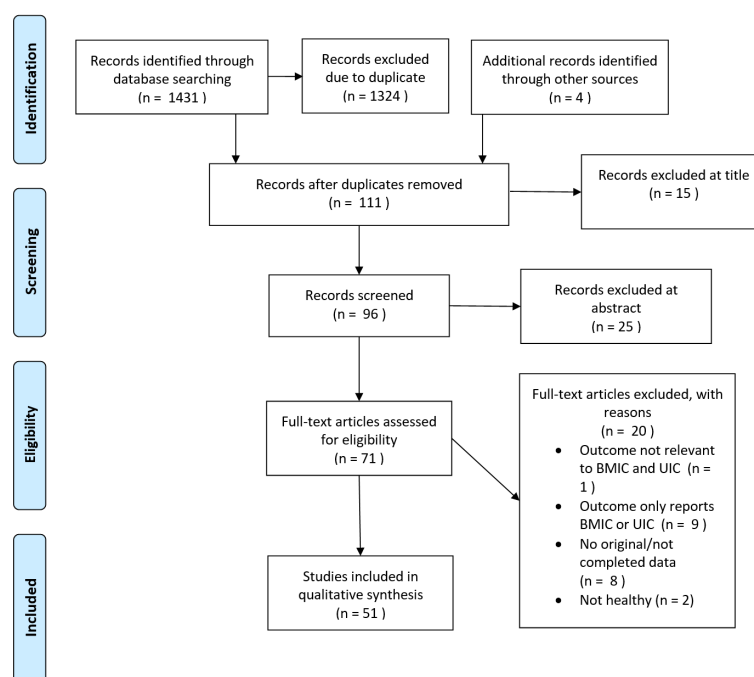 Identification
Records identified through
database searching
(n = 1431 )
Records excluded
due to duplicate
(n = 1324 )
Additional records identified
through other sources
(n = 4 )
Records after duplicates removed
(n = 111 )
Records excluded at title
(n = 15 )
Screening
Records screened
(n = 96 )
Records excluded at
abstract
(n = 25 )
Eligibility
Full-text articles assessed
for eligibility
(n = 71 )
Full-text articles excluded, with
reasons
(n = 20 )
• Outcome not relevant
to BMIC and UIC (n =
1 )
• Outcome only reports
BMIC or UIC (n = 9 )
• No original/not
completed data
(n = 8 )
• Not healthy (n = 2)
Included
Studies included in
qualitative synthesis
(n = 51 )